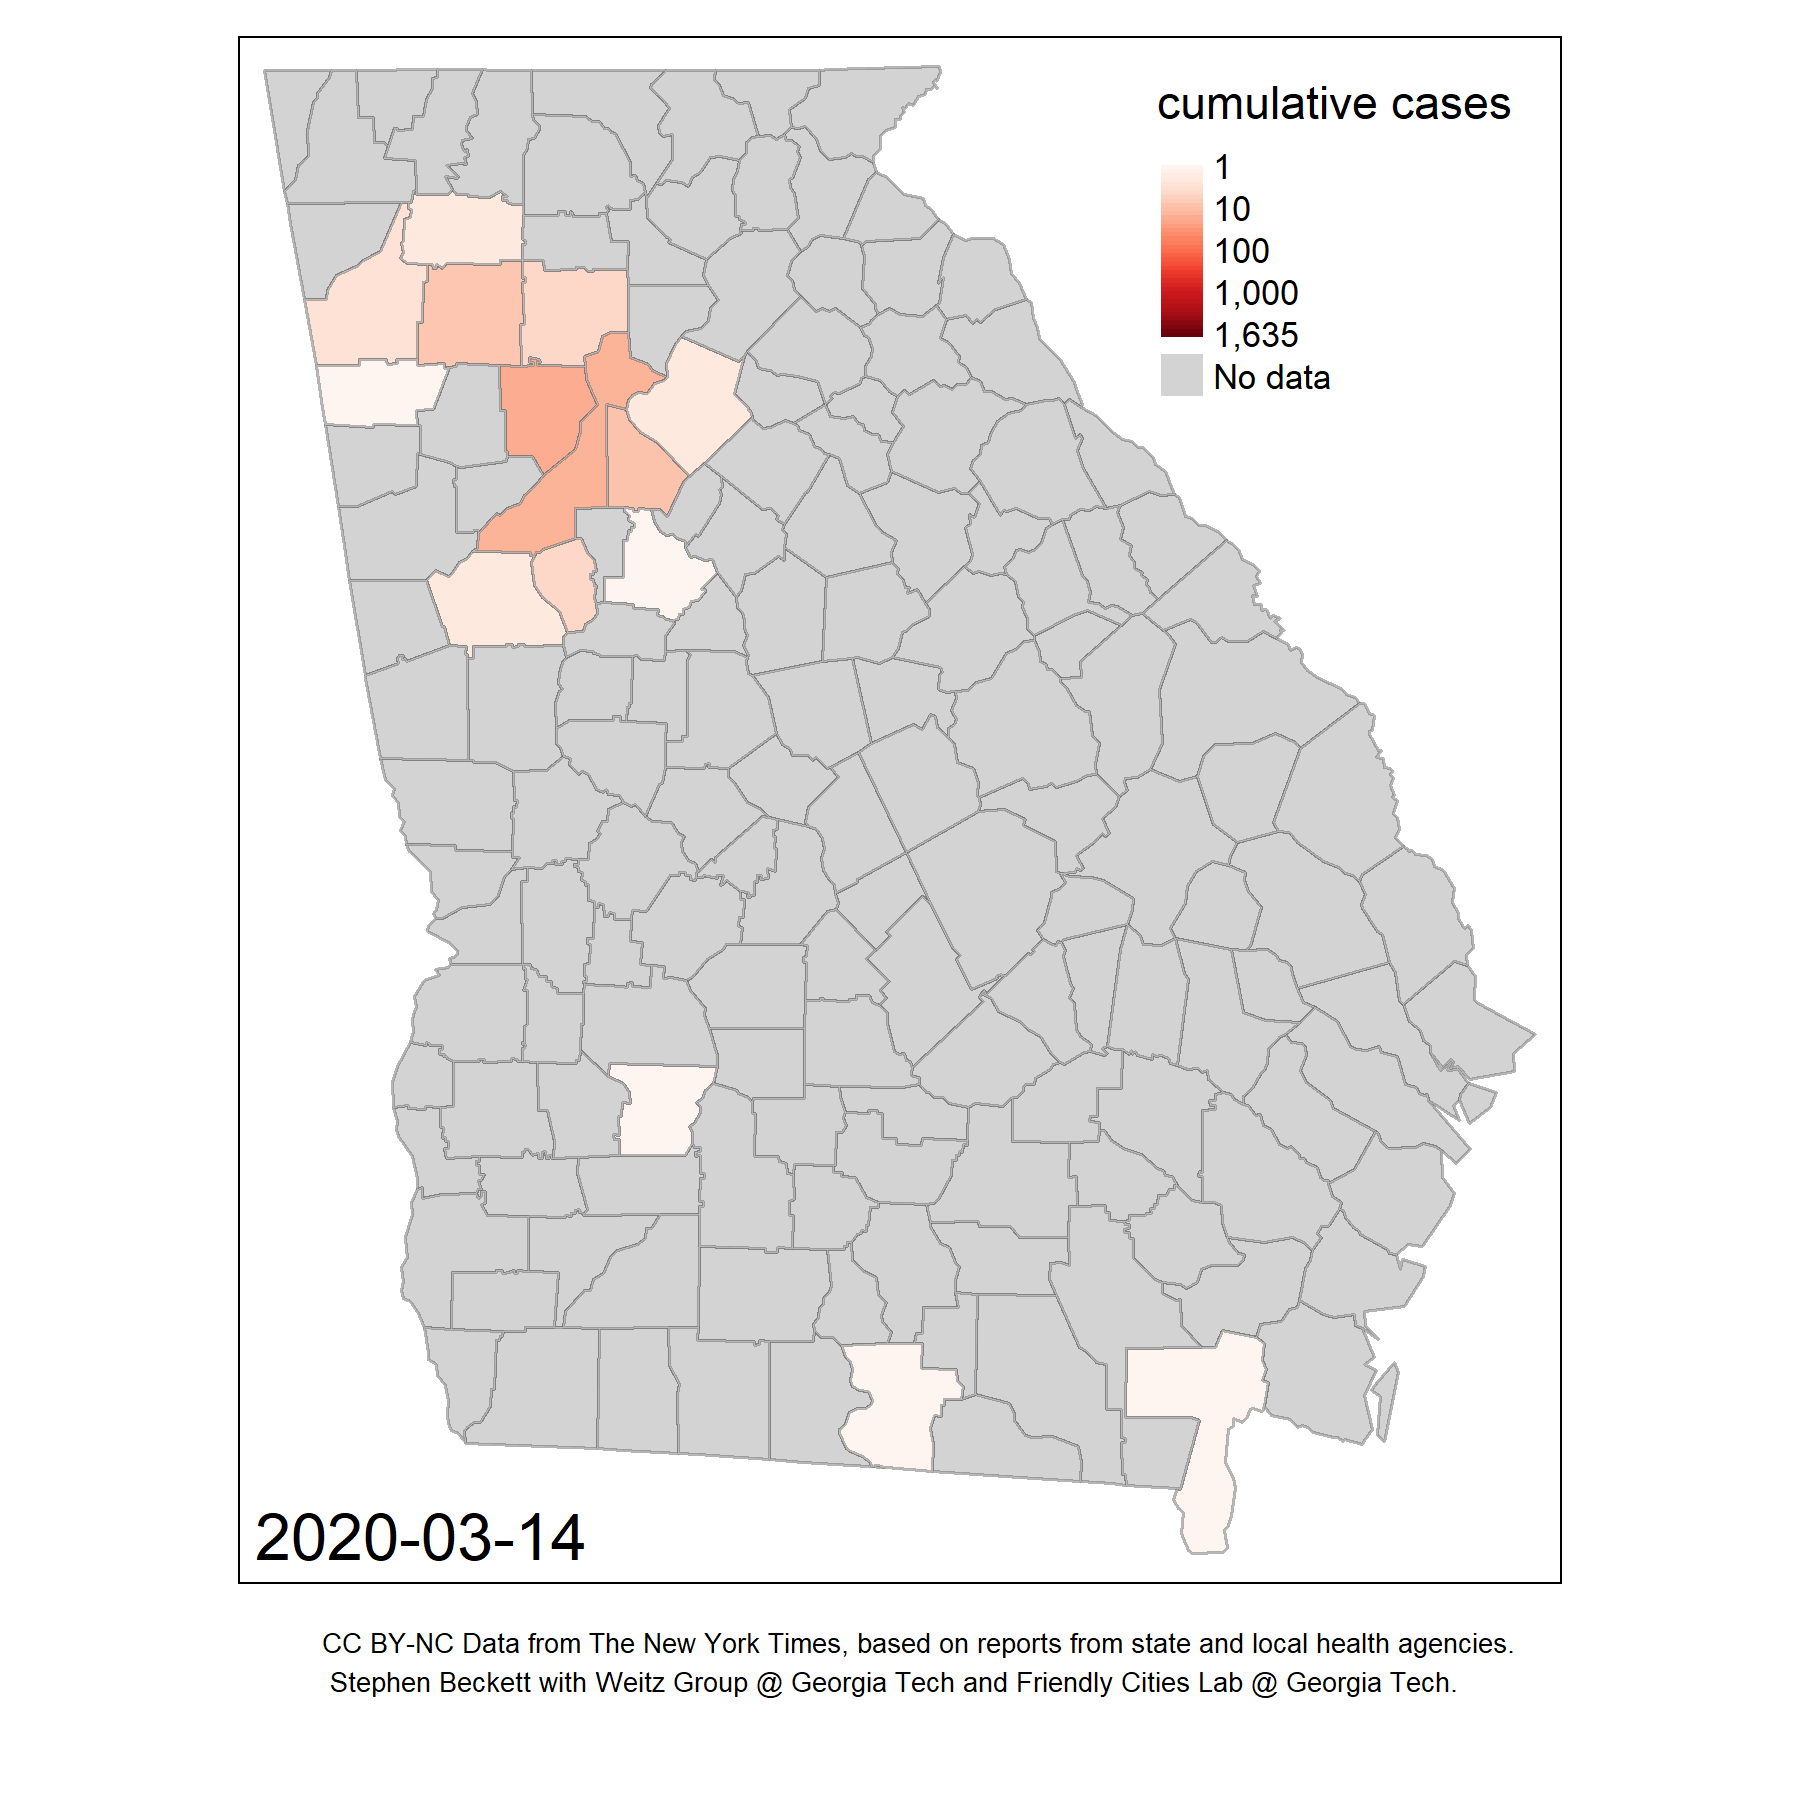 cumulative cases
1
10
100
1,000
1,635
No data
2020-03-14
CC BY-NC Data from The New York Times, based on reports from state and local health agencies.
Stephen Beckett with Weitz Group @ Georgia Tech and Friendly Cities Lab @ Georgia Tech.